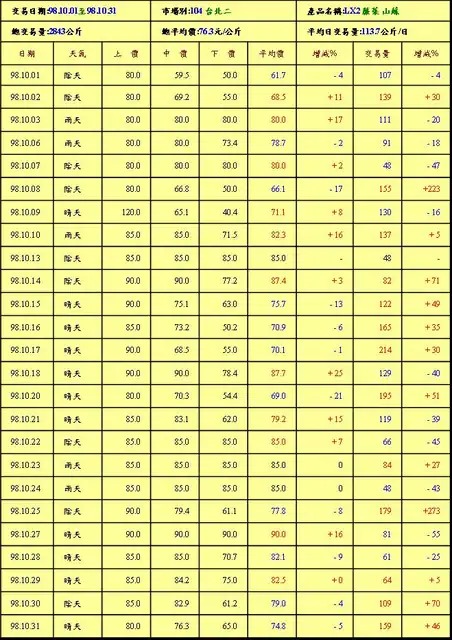 交易日期:98.10.01至98.10.31 市場別:104 台北二 產品名稱:LX2 蕨菜 山蘇
總交易量:2843公斤 總平均價:76.3元/公斤 平均日交易量:113.7公斤/日
日期 天氣 上 價 中 價 下 價 平均價 增減% 交易量 增減%
98.10.01 陰天 80.0 59.5 50.0 61.7 - 4 107 - 4
98.10.02 陰天 80.0 69.2 55.0 68.5 + 11 139 + 30
98.10.03 雨天 80.0 80.0 80.0 80.0 + 17 111 - 20
98.10.06 雨天 80.0 80.0 73.4 78.7 - 2 91 - 18
98.10.07 陰天 80.0 80.0 80.0 80.0 + 2 48 - 47
98.10.08 陰天 80.0 66.8 50.0 66.1 - 17 155 +223
98.10.09 晴天 120.0 65.1 40.4 71.1 + 8 130 - 16
98.10.10 雨天 85.0 85.0 71.5 82.3 + 16 137 + 5
98.10.13 陰天 85.0 85.0 85.0 85.0 - 48 -
98.10.14 陰天 90.0 90.0 77.2 87.4 + 3 82 + 71
98.10.15 晴天 90.0 75.1 63.0 75.7 - 13 122 + 49
98.10.16 晴天 85.0 73.2 50.2 70.9 - 6 165 + 35
98.10.17 晴天 90.0 68.5 55.0 70.1 - 1 214 + 30
98.10.18 晴天 90.0 90.0 78.4 87.7 + 25 129 - 40
98.10.20 晴天 80.0 70.3 54.4 69.0 - 21 195 + 51
98.10.21 晴天 85.0 83.1 62.0 79.2 + 15 119 - 39
98.10.22 陰天 85.0 85.0 85.0 85.0 + 7 66 - 45
98.10.23 雨天 85.0 85.0 85.0 85.0 0 84 + 27
98.10.24 雨天 85.0 85.0 85.0 85.0 0 48 - 43
98.10.25 陰天 90.0 79.4 61.1 77.8 - 8 179 +273
98.10.27 晴天 90.0 90.0 90.0 90.0 + 16 81 - 55
98.10.28 晴天 85.0 85.0 70.7 82.1 - 9 61 - 25
98.10.29 晴天 85.0 84.2 75.0 82.5 + 0 64 + 5
98.10.30 陰天 85.0 82.9 61.2 79.0 - 4 109 + 70
98.10.31 晴天 80.0 76.3 65.0 74.8 - 5 159 + 46